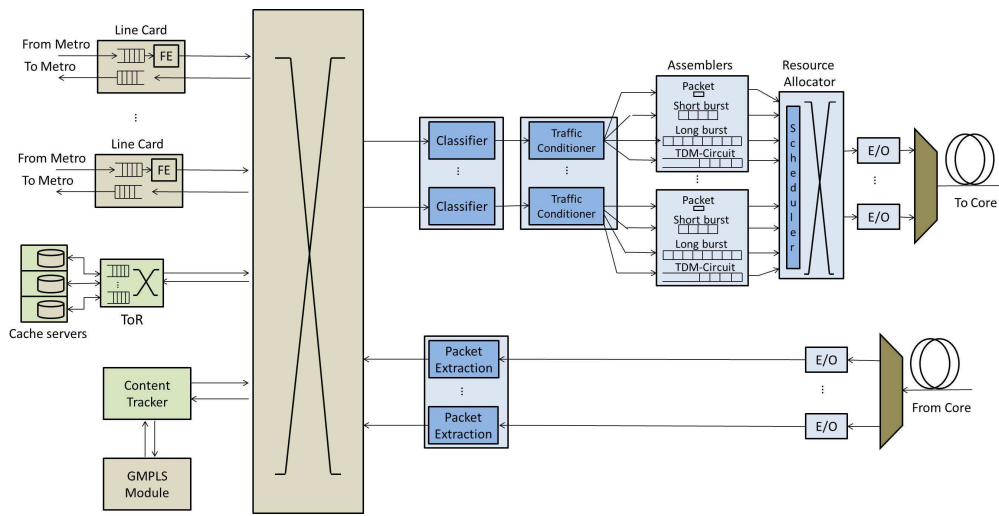 Line Card
From Metro
To Metro
FE
Line Card
From Metro
To Metro
FE
Cache servers
ToR
Content
Tracker
GMPLS
Module
Classifier
Classifier
Traffic
Conditioner
Traffic
Conditioner
Assemblers
Packet
Short burst
Long burst
TDM-Circuit
Packet
Short burst
Long burst
TDM-Circuit
Resource
Allocator
Scheduler
E/O
E/O
To Core
Packet
Extraction
Packet
Extraction
E/O
E/O
From Core